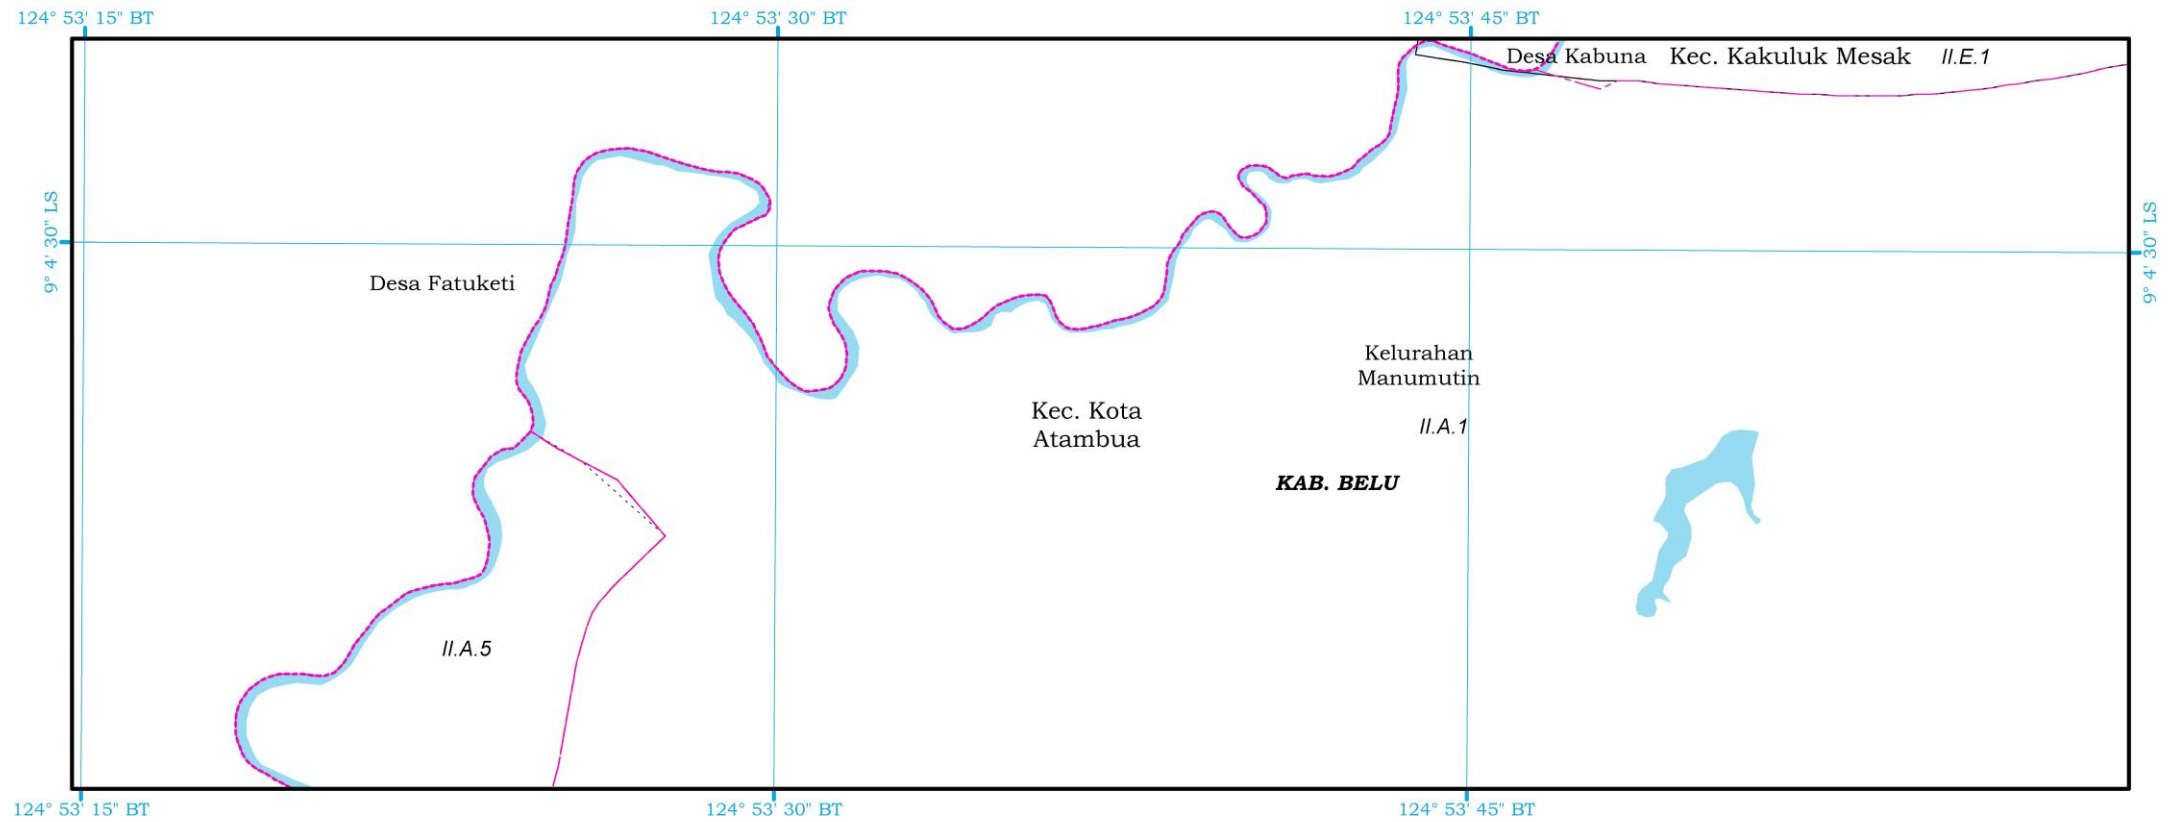 124° 53' 15" BT
124° 53' 30" BT
124° 53' 45" BT
Desa Kabuna Kec. Kakuluk Mesak II.E.1
9° 4' 30" LS
9° 4' 30" LS
Desa Fatuketi
Kelurahan
Manumutin
Kec. Kota
Atambua
II.A.1
KAB. BELU
II.A.5
124° 53' 15" BT
124° 53' 30" BT
124° 53' 45" BT